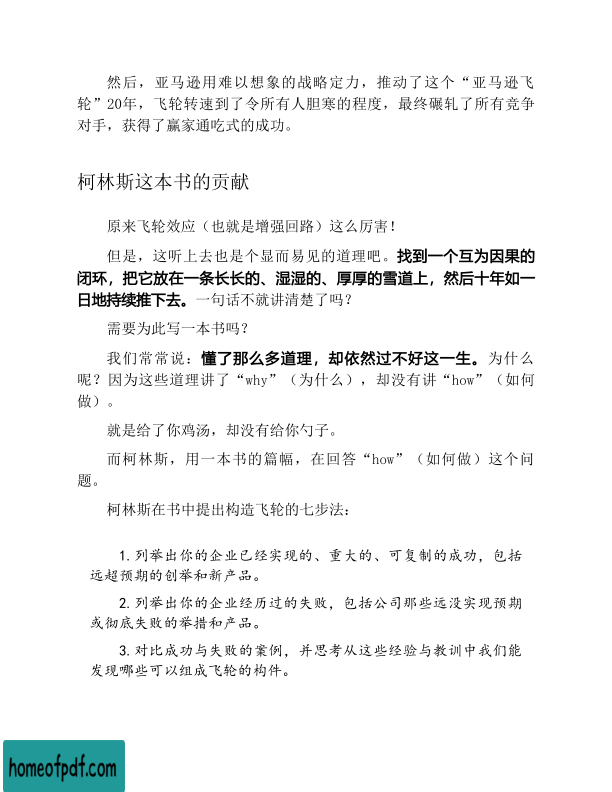 然后，亚马逊用难以想象的战略定力，推动了这个“亚马逊飞
轮”20年，飞轮转速到了令所有人胆寒的程度，最终碾轧了所有竞争
对手，获得了赢家通吃式的成功。
柯林斯这本书的贡献
原来飞轮效应（也就是增强回路）这么厉害！
但是，这听上去也是个显而易见的道理吧。找到一个互为因果的
闭环，把它放在一条长长的、湿湿的、厚厚的雪道上，然后十年如一
日地持续推下去。一句话不就讲清楚了吗？
需要为此写一本书吗？
我们常常说：懂了那么多道理，却依然过不好这一生。为什么
呢？因为这些道理讲了“why”（为什么），却没有讲“how”（如何
做）。
就是给了你鸡汤，却没有给你勺子。
而柯林斯，用一本书的篇幅，在回答“how”（如何做）这个问
题。
柯林斯在书中提出构造飞轮的七步法：
1.列举出你的企业已经实现的、重大的、可复制的成功，包括
远超预期的创举和新产品。
2.列举出你的企业经历过的失败，包括公司那些远没实现预期
或彻底失败的举措和产品。
3.对比成功与失败的案例，并思考从这些经验与教训中我们能
发现哪些可以组成飞轮的构件。
homeofpdf.com